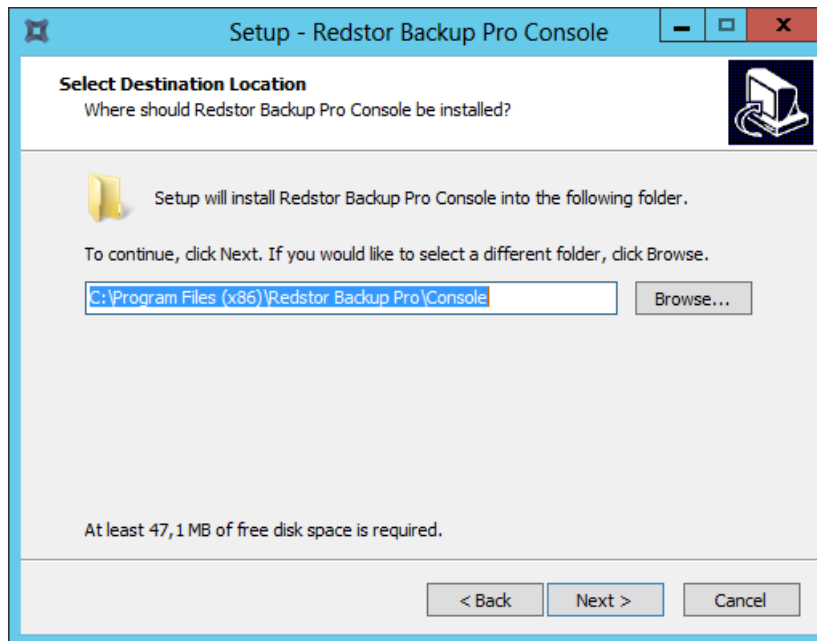 Setup - Redstor Backup Pro Console
Select Destination Location
Where should Redstor Backup Pro Console be installed?
Setup will install Redstor Backup Pro Console into the following folder.
To continue, click Next. If you would like to select a different folder, click Browse.
C:\Program Files (x86)\Redstor Backup Pro\Console
Browse...
At least 47,1 MB of free disk space is required.
< Back
Next >
Cancel